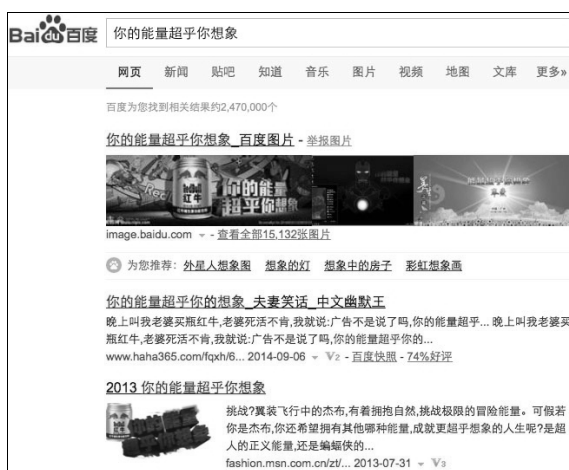 Bai du 百度
你的能量超乎你想象
网页 新闻 贴吧 知道 音乐 图片 视频 地图 文库 更多»
百度为您找到相关结果约2,470,000个
你的能量超乎你想象_百度图片 - 举报图片
Red
红牛
你的能量
超乎你想象
image.baidu.com - 查看全部15,132张图片
为您推荐: 外星人想象图 想象的灯 想象中的房子 彩虹想象画
你的能量超乎你的想象_夫妻笑话_中文幽默王
晚上叫我老婆买瓶红牛,老婆死活不肯,我就说:广告不是说了吗,你的能量超乎... 晚上叫我老婆买
瓶红牛,老婆死活不肯,我就说:广告不是说了吗,你的能量超乎你的...
www.haha365.com/fqxh/6... 2014-09-06 V2 - 百度快照 - 74%好评
2013 你的能量超乎你想象
挑战?翼装飞行中的杰布,有着拥抱自然,挑战极限的冒险能量。可假若
你是杰布,你还希望拥有其他哪种能量,成就更超乎想象的人生呢?是超
人的正义能量,还是蝙蝠侠的...
fashion.msn.com.cn/zt/... 2013-07-31 V3